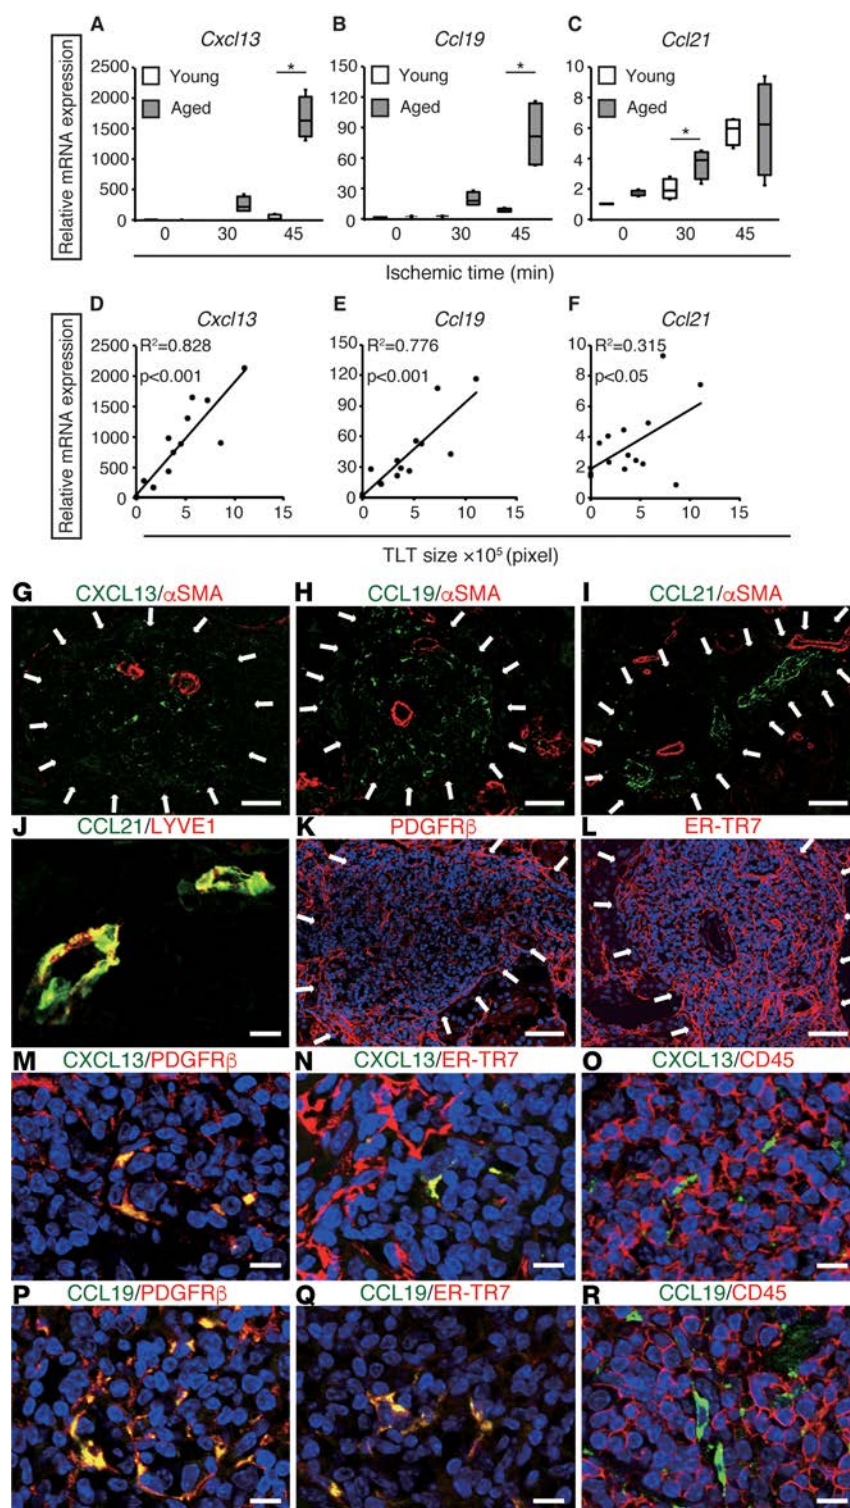 A Cxcl13
B Ccl19
C Ccl21
Relative mRNA expression
2500
2000
1500
1000
500
0
Young
Aged
*
0 30 45
150
120
90
60
30
0
Young
Aged
*
0 30 45
10
8
6
4
2
0
Young
Aged
*
0 30 45
Ischemic time (min)
D Cxcl13
E Ccl19
F Ccl21
Relative mRNA expression
2500
2000
1500
1000
500
0
R²=0.828
p<0.001
0 5 10 15
150
120
90
60
30
0
R²=0.776
p<0.001
0 5 10 15
10
8
6
4
2
0
R²=0.315
p<0.05
0 5 10 15
TLT size ×10⁵ (pixel)
G CXCL13/αSMA
H CCL19/αSMA
I CCL21/αSMA
J CCL21/LYVE1
K PDGFRβ
L ER-TR7
M CXCL13/PDGFRβ
N CXCL13/ER-TR7
O CXCL13/CD45
P CCL19/PDGFRβ
Q CCL19/ER-TR7
R CCL19/CD45